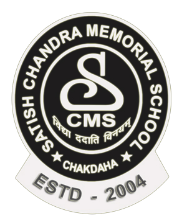 SATISH CHANDRA MEMORIAL SCHOOL
S
CMS
विद्या ददाति विनयम्
CHAKDAHA
ESTD - 2004